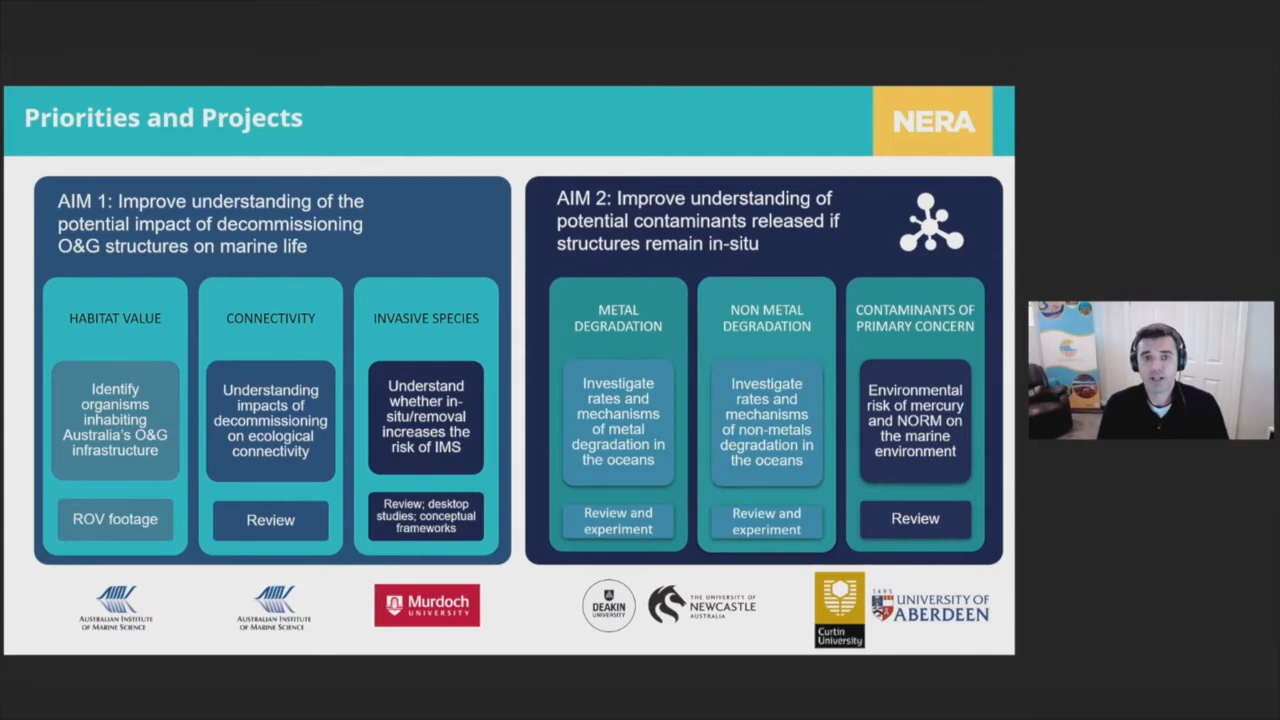 Priorities and Projects
NERA
AIM 1: Improve understanding of the
potential impact of decommissioning
O&G structures on marine life
HABITAT VALUE
Identify
organisms
inhabiting
Australia's O&G
infrastructure
ROV footage
CONNECTIVITY
Understanding
impacts of
decommissioning
on ecological
connectivity
Review
INVASIVE SPECIES
Understand
whether in-
situ/removal
increases the
risk of IMS
Review; desktop
studies; conceptual
frameworks
AIM 2: Improve understanding of
potential contaminants released if
structures remain in-situ
METAL
DEGRADATION
Investigate
rates and
mechanisms
of metal
degradation in
the oceans
Review and
experiment
NON METAL
DEGRADATION
Investigate
rates and
mechanisms
of non-metals
degradation in
the oceans
Review and
experiment
CONTAMINANTS OF
PRIMARY CONCERN
Environmental
risk of mercury
and NORM on
the marine
environment
Review
AIMS
AUSTRALIAN INSTITUTE
OF MARINE SCIENCE
AIMS
AUSTRALIAN INSTITUTE
OF MARINE SCIENCE
Murdoch
UNIVERSITY
DEAKIN
UNIVERSITY
THE UNIVERSITY OF
NEWCASTLE
AUSTRALIA
Curtin
University
1495
UNIVERSITY OF
ABERDEEN